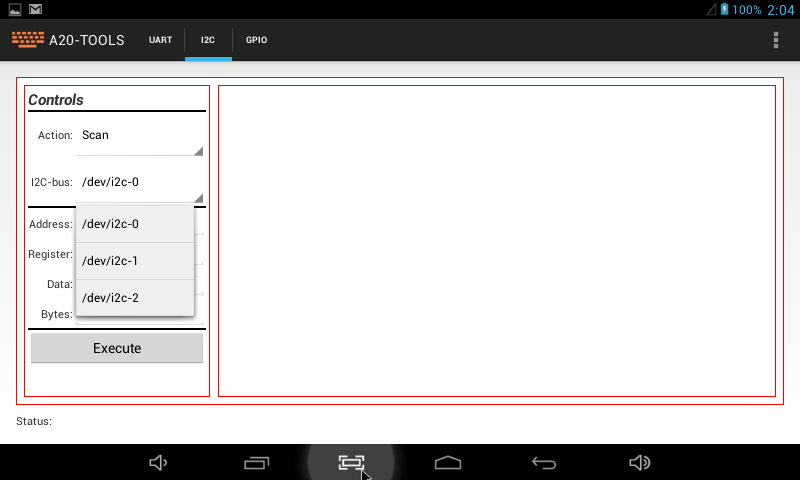 100% 2:04
A20-TOOLS UART I2C GPIO
Controls
Action: Scan
I2C-bus: /dev/i2c-0
Address: /dev/i2c-0
Register: /dev/i2c-1
Data: /dev/i2c-2
Bytes:
Execute
Status: